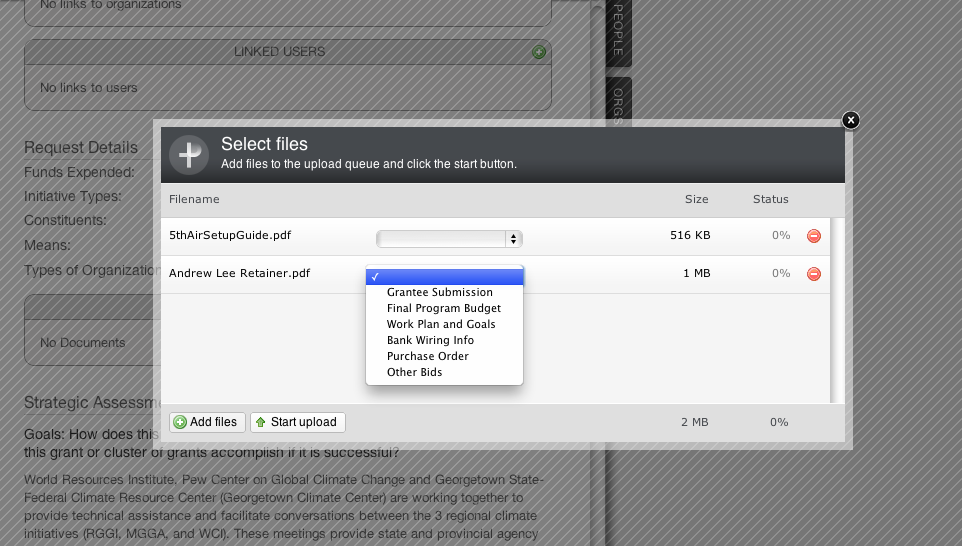 No links to organizations
LINKED USERS
No links to users
PEOPLE
ORGS
Request Details
Funds Expended:
Initiative Types:
Constituents:
Means:
Types of Organization
No Documents
Select files
Add files to the upload queue and click the start button.
Filename Size Status
5thAirSetupGuide.pdf 516 KB 0%
Andrew Lee Retainer.pdf 1 MB 0%
✓
Grantee Submission
Final Program Budget
Work Plan and Goals
Bank Wiring Info
Purchase Order
Other Bids
Add files Start upload 2 MB 0%
Strategic Assessm
Goals: How does this
this grant or cluster of grants accomplish if it is successful?
World Resources Institute, Pew Center on Global Climate Change and Georgetown State-
Federal Climate Resource Center (Georgetown Climate Center) are working together to
provide technical assistance and facilitate conversations between the 3 regional climate
initiatives (RGGI, MGGA, and WCI). These meetings provide state and provincial agency